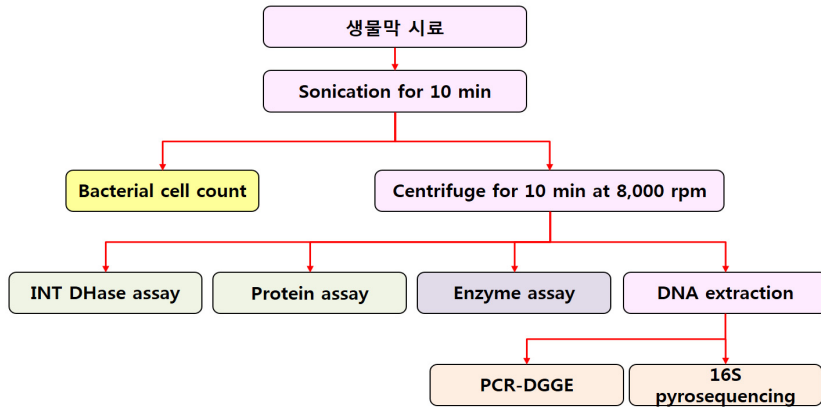 생물막 시료
Sonication for 10 min
Bacterial cell count
Centrifuge for 10 min at 8,000 rpm
INT DHase assay
Protein assay
Enzyme assay
DNA extraction
PCR-DGGE
16S
pyrosequencing